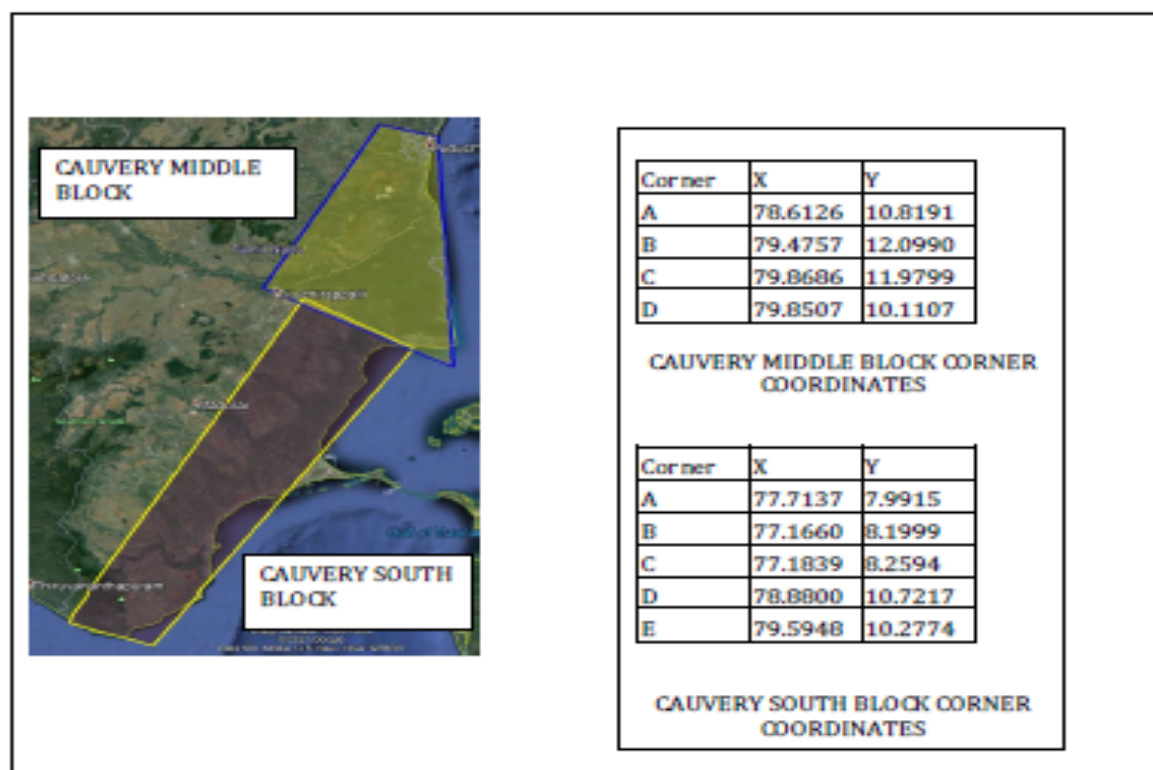 CAUVERY MIDDLE
BLOCK
Thiruvananthapuram
CAUVERY SOUTH
BLOCK
Corner X Y
A 78.6126 10.8191
B 79.4757 12.0990
C 79.8686 11.9799
D 79.8507 10.1107
CAUVERY MIDDLE BLOCK CORNER
COORDINATES
Corner X Y
A 77.7137 7.9915
B 77.1660 8.1999
C 77.1839 8.2594
D 78.8800 10.7217
E 79.5948 10.2774
CAUVERY SOUTH BLOCK CORNER
COORDINATES